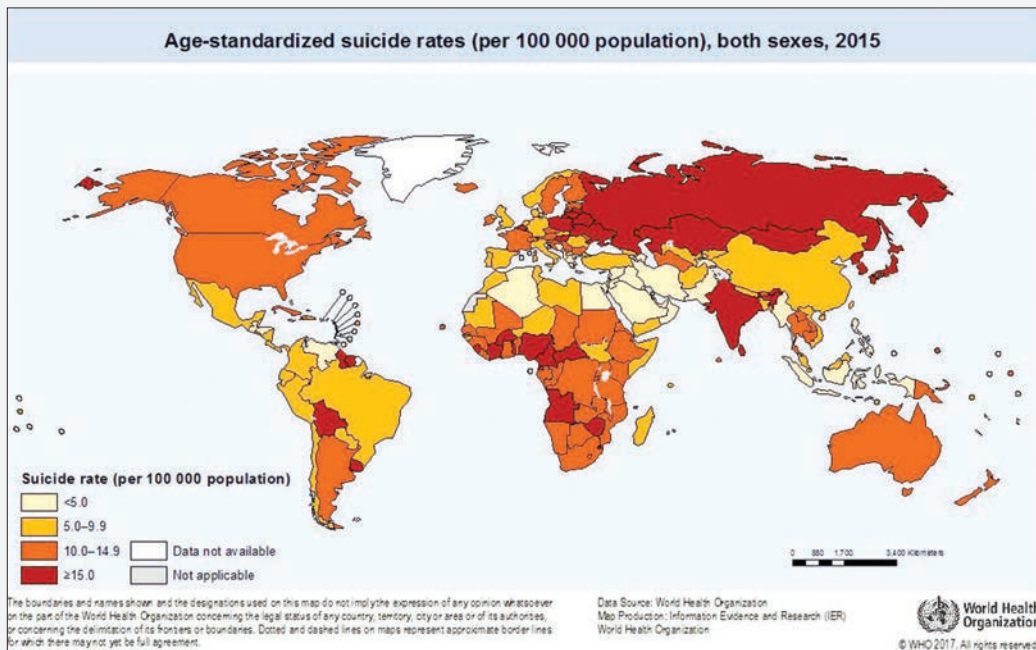 Age-standardized suicide rates (per 100 000 population), both sexes, 2015
Suicide rate (per 100 000 population)
<5.0
5.0–9.9
10.0–14.9
≥15.0
Data not available
Not applicable
0 850 1,700 3,400 Kilometers
The boundaries and names shown and the designations used on this map do not imply the expression of any opinion whatsoever
on the part of the World Health Organization concerning the legal status of any country, territory, city or area or of its authorities,
or concerning the delimitation of its frontiers or boundaries. Dotted and dashed lines on maps represent approximate border lines
for which there may not yet be full agreement.
Data Source: World Health Organization
Map Production: Information Evidence and Research (IER)
World Health Organization
World Health
Organization
© WHO 2017. All rights reserved.